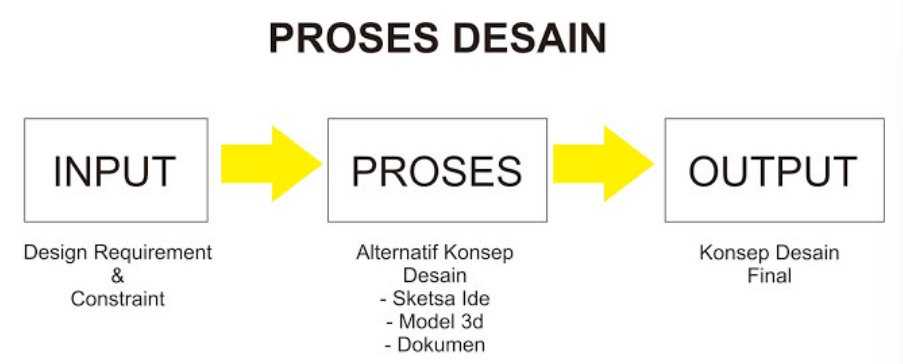 PROSES DESAIN
INPUT
PROSES
OUTPUT
Design Requirement
&
Constraint
Alternatif Konsep
Desain
- Sketsa Ide
- Model 3d
- Dokumen
Konsep Desain
Final